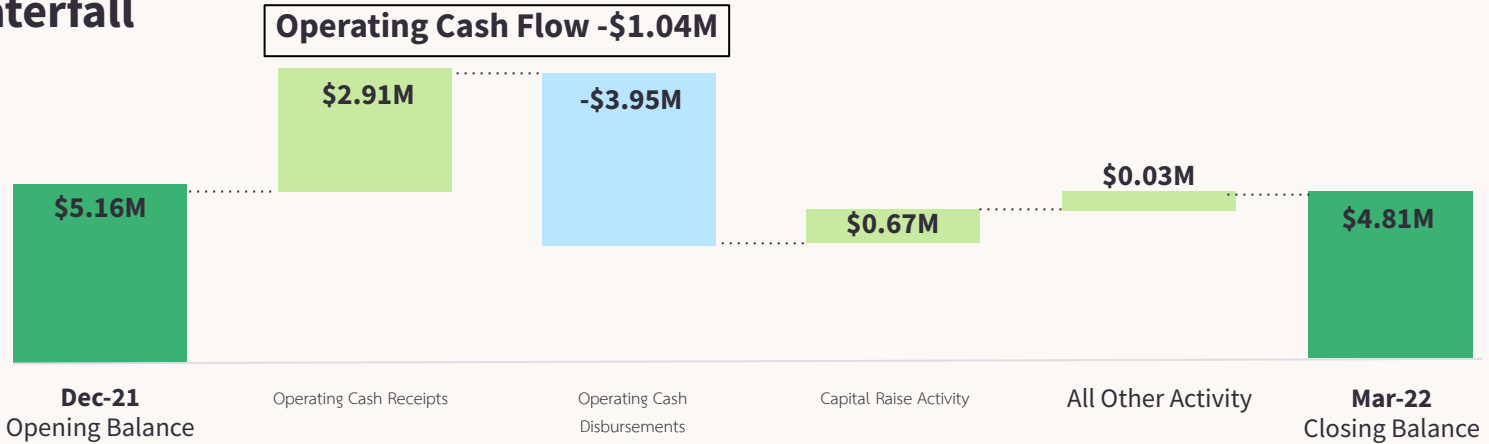 Operating Cash Flow -$1.04M
$2.91M
-$3.95M
$5.16M
$0.67M
$0.03M
$4.81M
Dec-21
Opening Balance
Operating Cash Receipts
Operating Cash
Disbursements
Capital Raise Activity
All Other Activity
Mar-22
Closing Balance